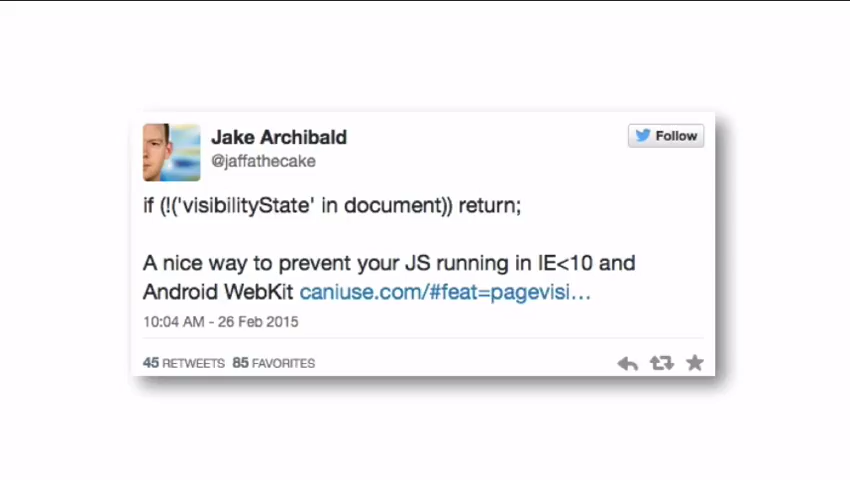 Jake Archibald
Follow
@jaffathecake
if (!('visibilityState' in document)) return;
A nice way to prevent your JS running in IE<10 and
Android WebKit caniuse.com/#feat=pagevisi…
10:04 AM - 26 Feb 2015
45 RETWEETS 85 FAVORITES